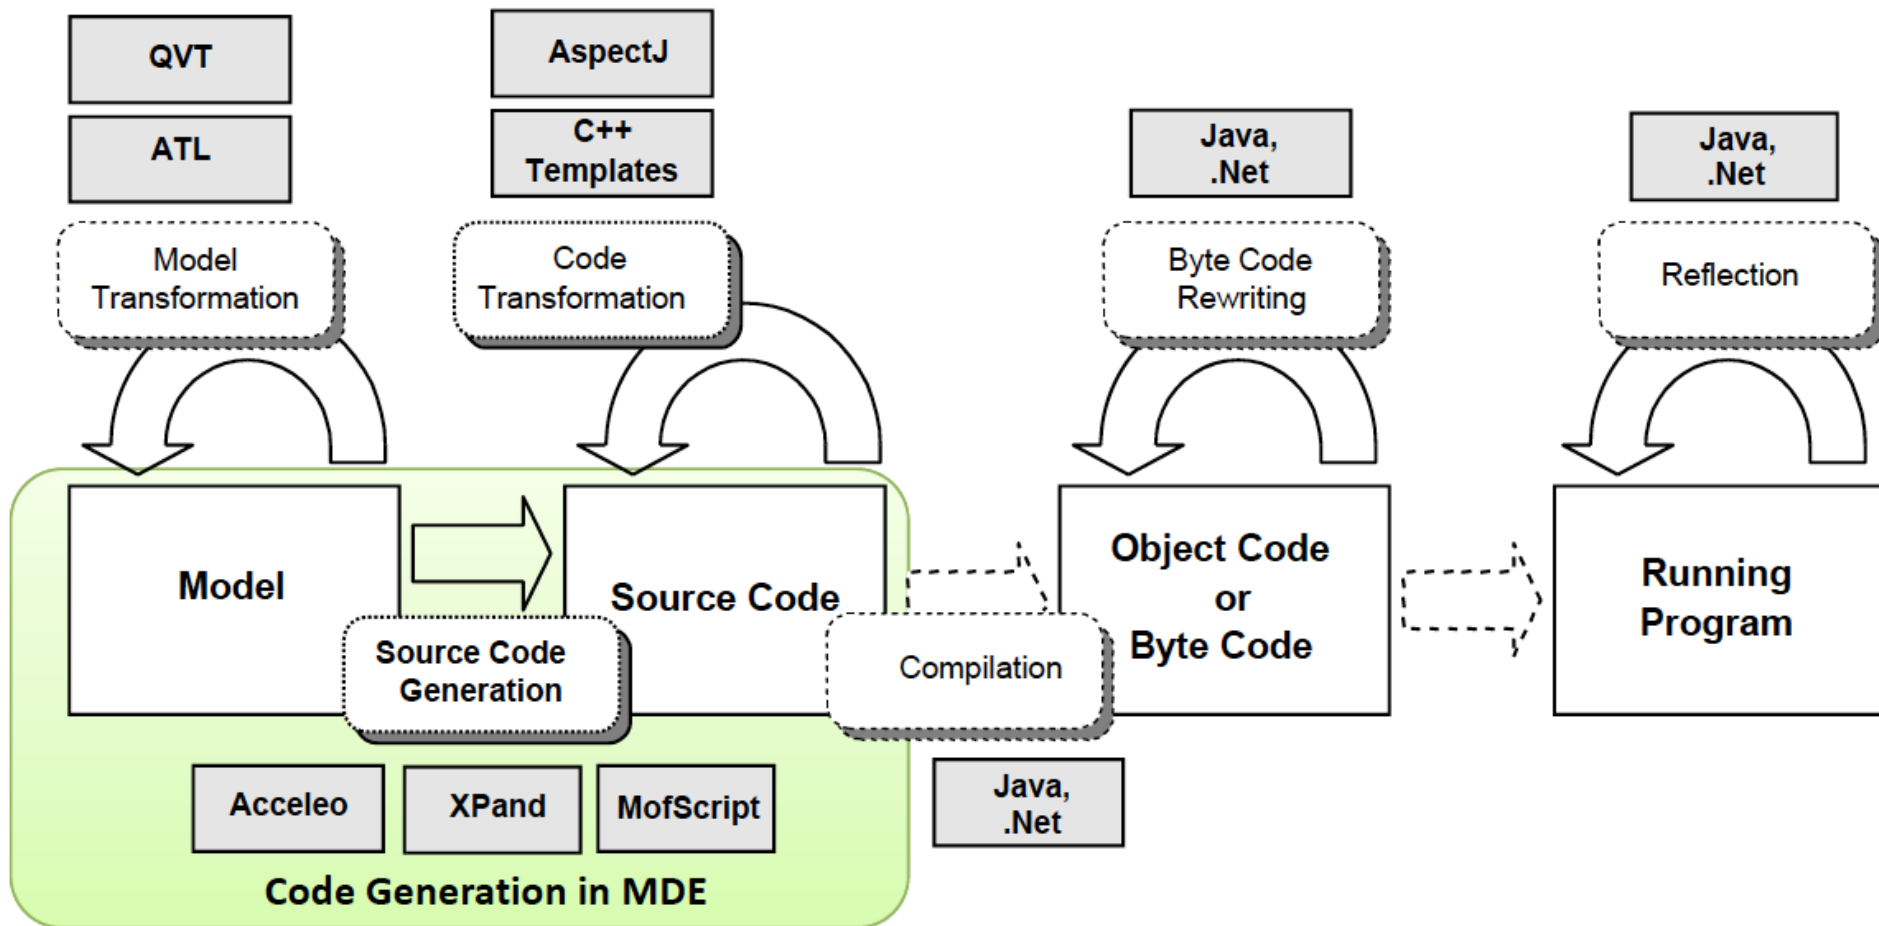 QVT
ATL
Model
Transformation
AspectJ
C++
Templates
Code
Transformation
Java,
.Net
Byte Code
Rewriting
Java,
.Net
Reflection
Model
Source Code
Generation
Source Code
Compilation
Object Code
or
Byte Code
Running
Program
Acceleo
XPand
MofScript
Java,
.Net
Code Generation in MDE